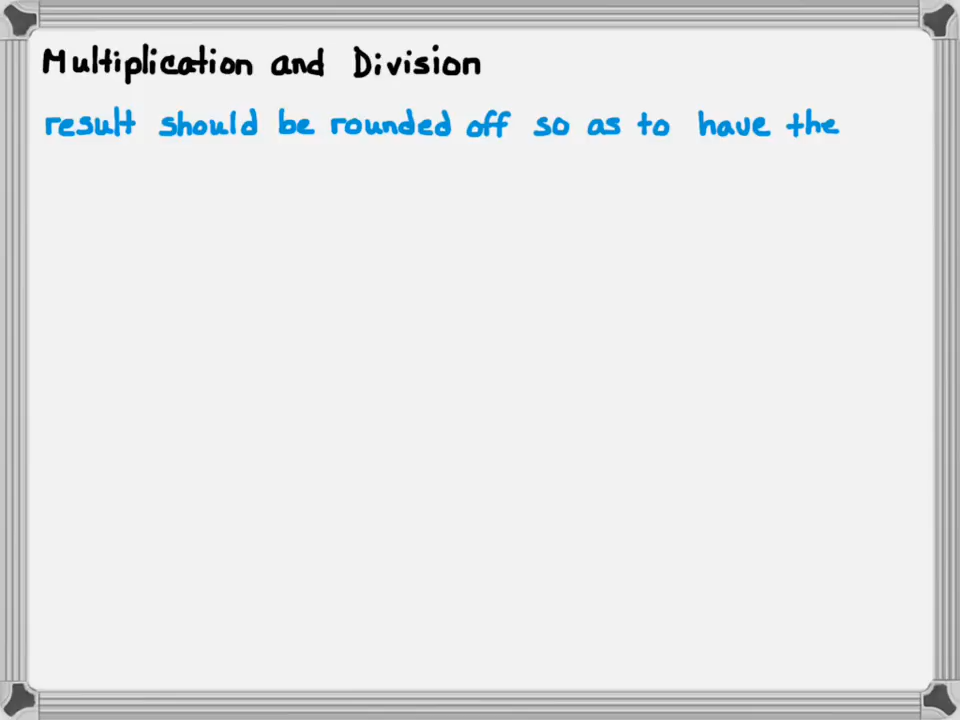 Multiplication and Division
result should be rounded off so as to have the